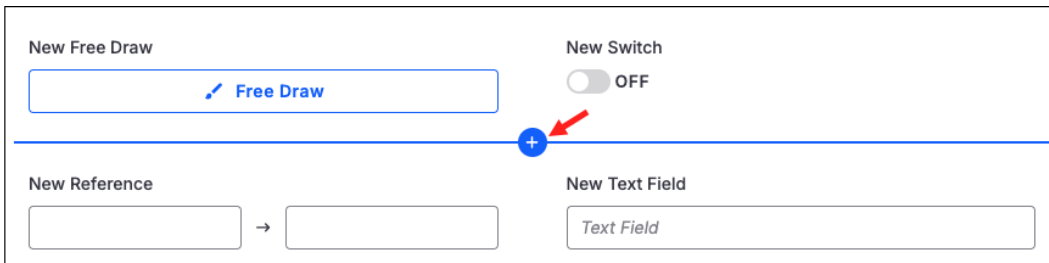 New Free Draw
Free Draw
New Switch
OFF
New Reference
New Text Field
Text Field